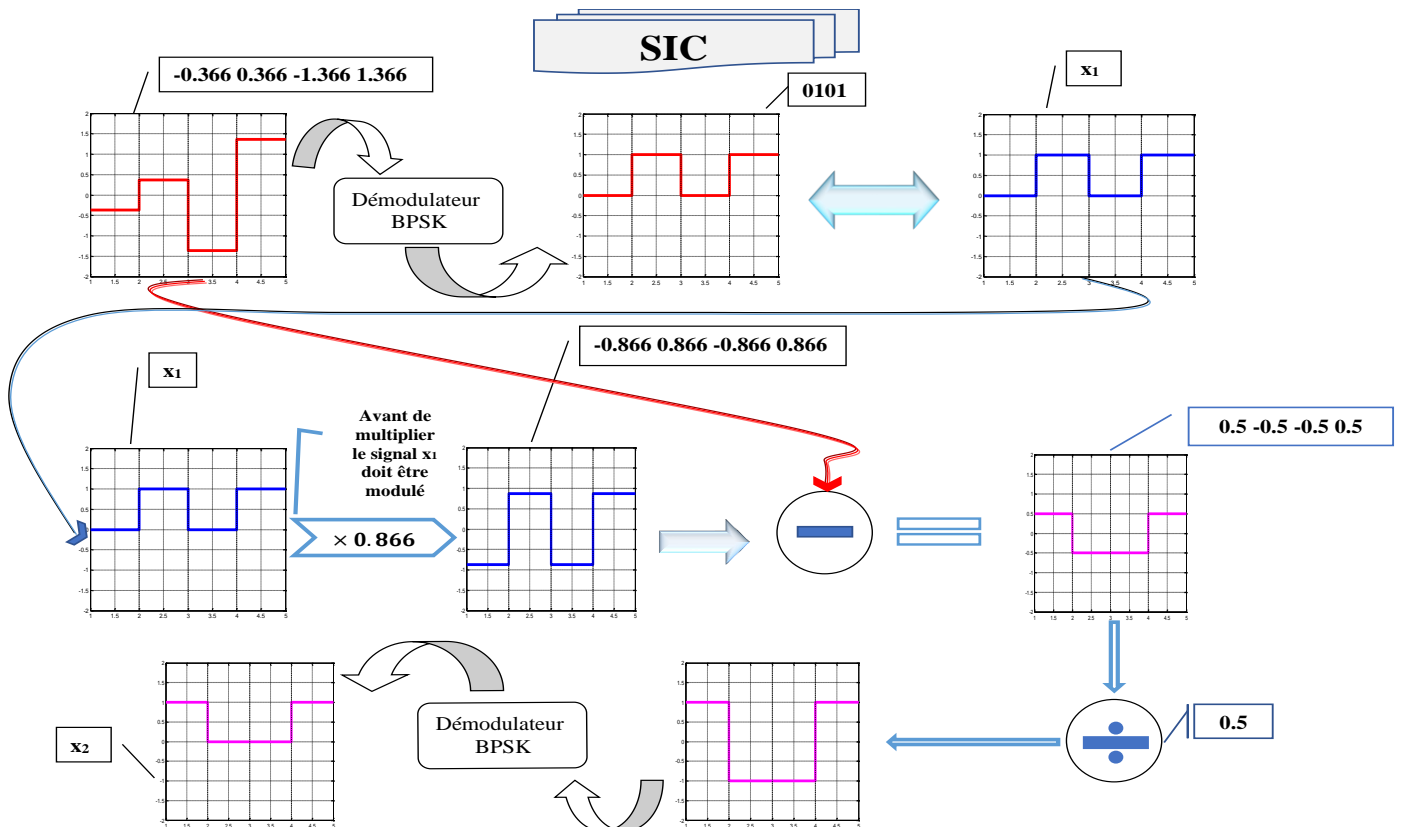 SIC
-0.366 0.366 -1.366 1.366
0101
x1
Démodulateur
BPSK
-0.866 0.866 -0.866 0.866
x1
Avant de
multiplier
le signal x1
doit être
modulé
× 0.866
0.5 -0.5 -0.5 0.5
0.5
Démodulateur
BPSK
x2